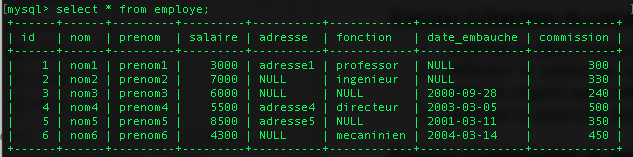 [mysql> select * from employe;
+----+------+---------+---------+----------+------------+---------------+------------+
| id | nom | prenom | salaire | adresse | fonction | date_embauche | commission |
+----+------+---------+---------+----------+------------+---------------+------------+
| 1 | nom1 | prenom1 | 3000 | adresse1 | professor | NULL | 300 |
| 2 | nom2 | prenom2 | 7000 | NULL | ingenieur | NULL | 330 |
| 3 | nom3 | prenom3 | 6000 | NULL | NULL | 2000-09-28 | 240 |
| 4 | nom4 | prenom4 | 5500 | adresse4 | directeur | 2003-03-05 | 500 |
| 5 | nom5 | prenom5 | 8500 | adresse5 | NULL | 2001-03-11 | 350 |
| 6 | nom6 | prenom6 | 4300 | NULL | mecaninien | 2004-03-14 | 450 |
+----+------+---------+---------+----------+------------+---------------+------------+